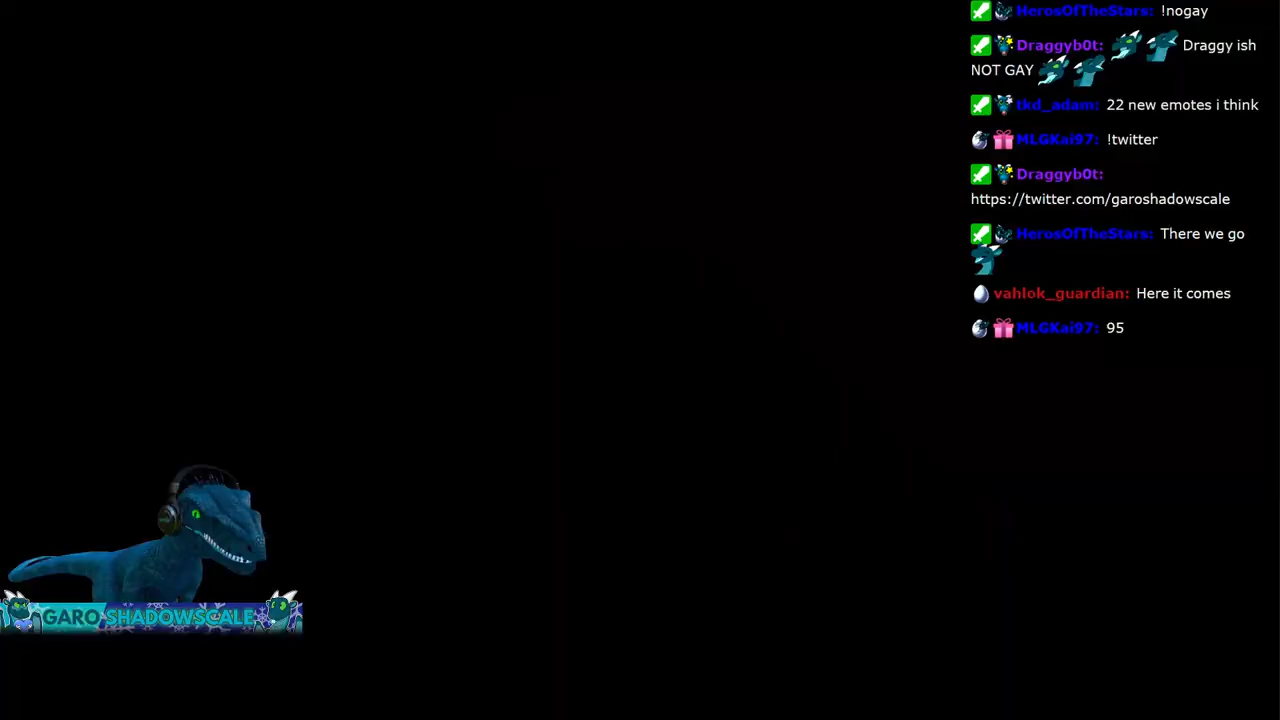 HerosOfTheStars: !nogay
Draggyb0t: Draggy ish
NOT GAY
tkd_adam: 22 new emotes i think
MLGKai97: !twitter
Draggyb0t:
https://twitter.com/garoshadowscale
HerosOfTheStars: There we go
vahlok_guardian: Here it comes
MLGKai97: 95
GARO SHADOWSCALE